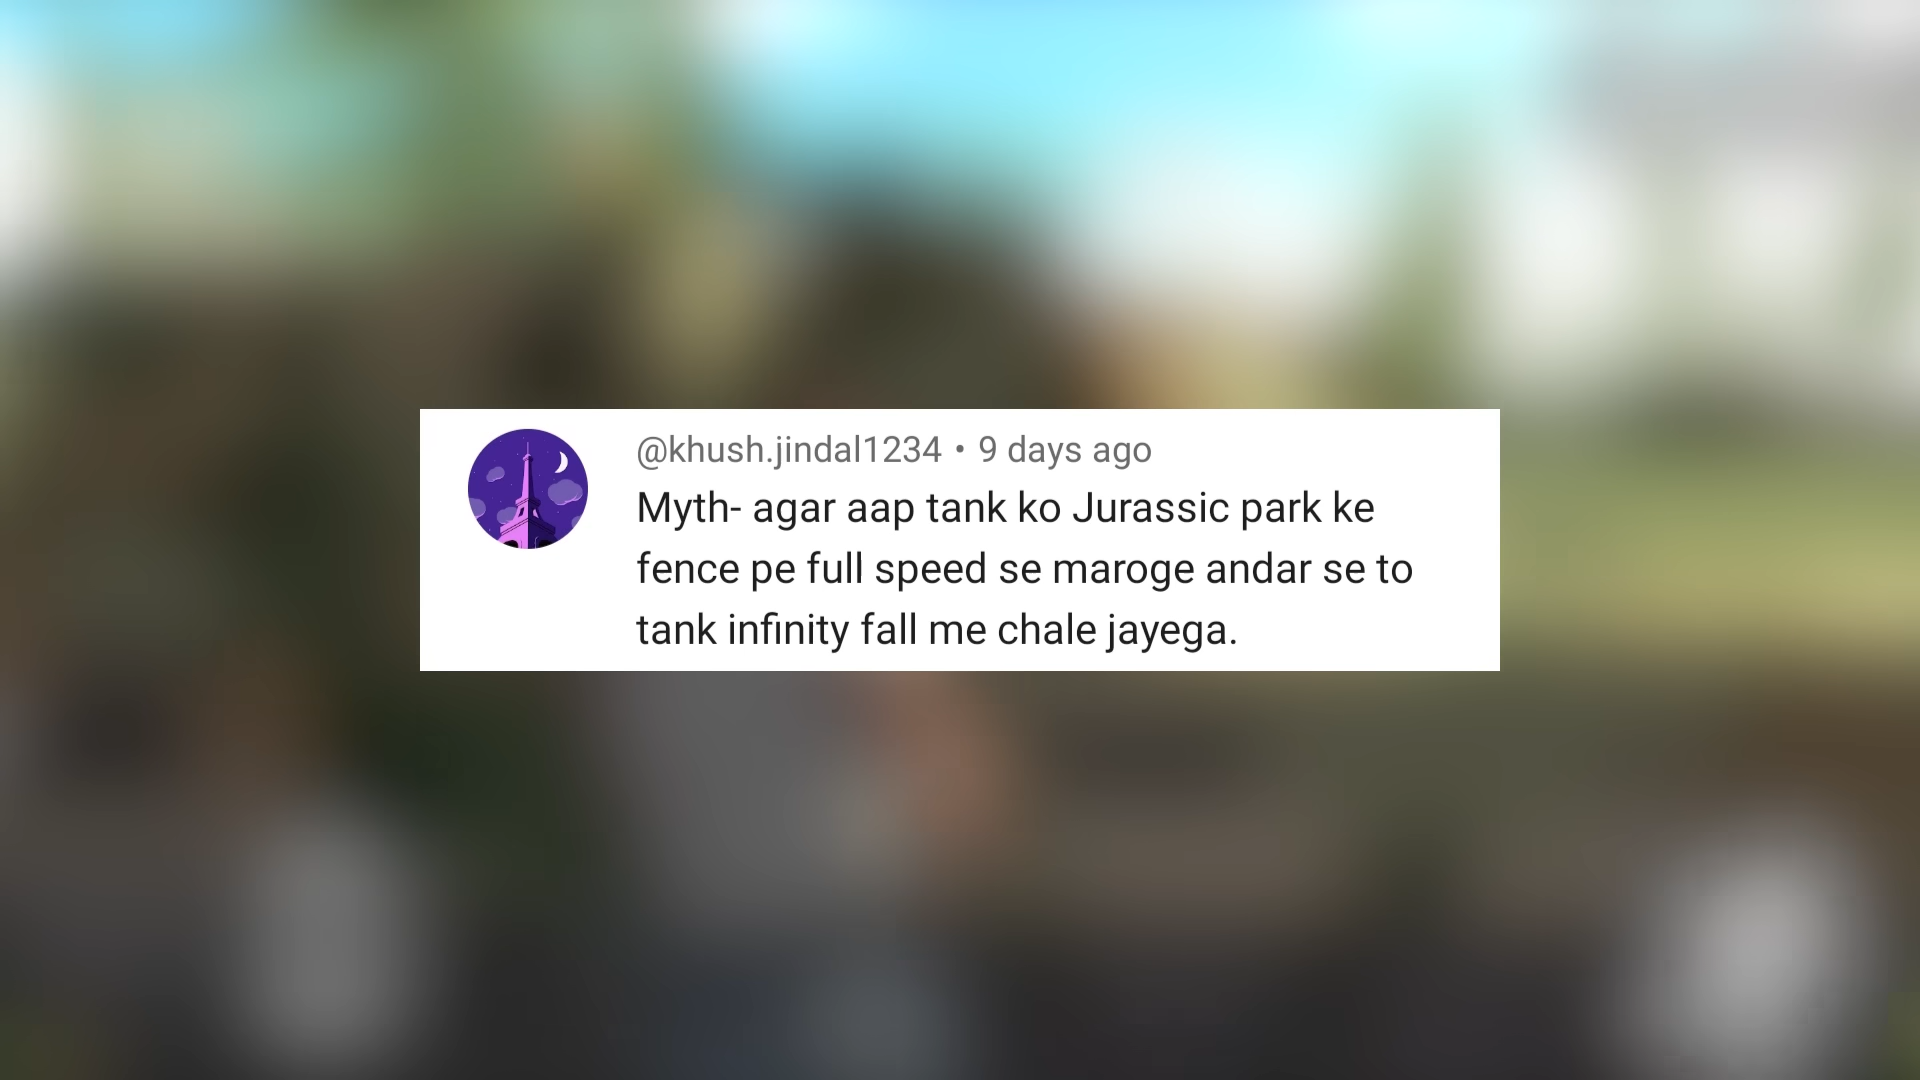 @khush.jindal1234 • 9 days ago
Myth- agar aap tank ko Jurassic park ke
fence pe full speed se maroge andar se to
tank infinity fall me chale jayega.